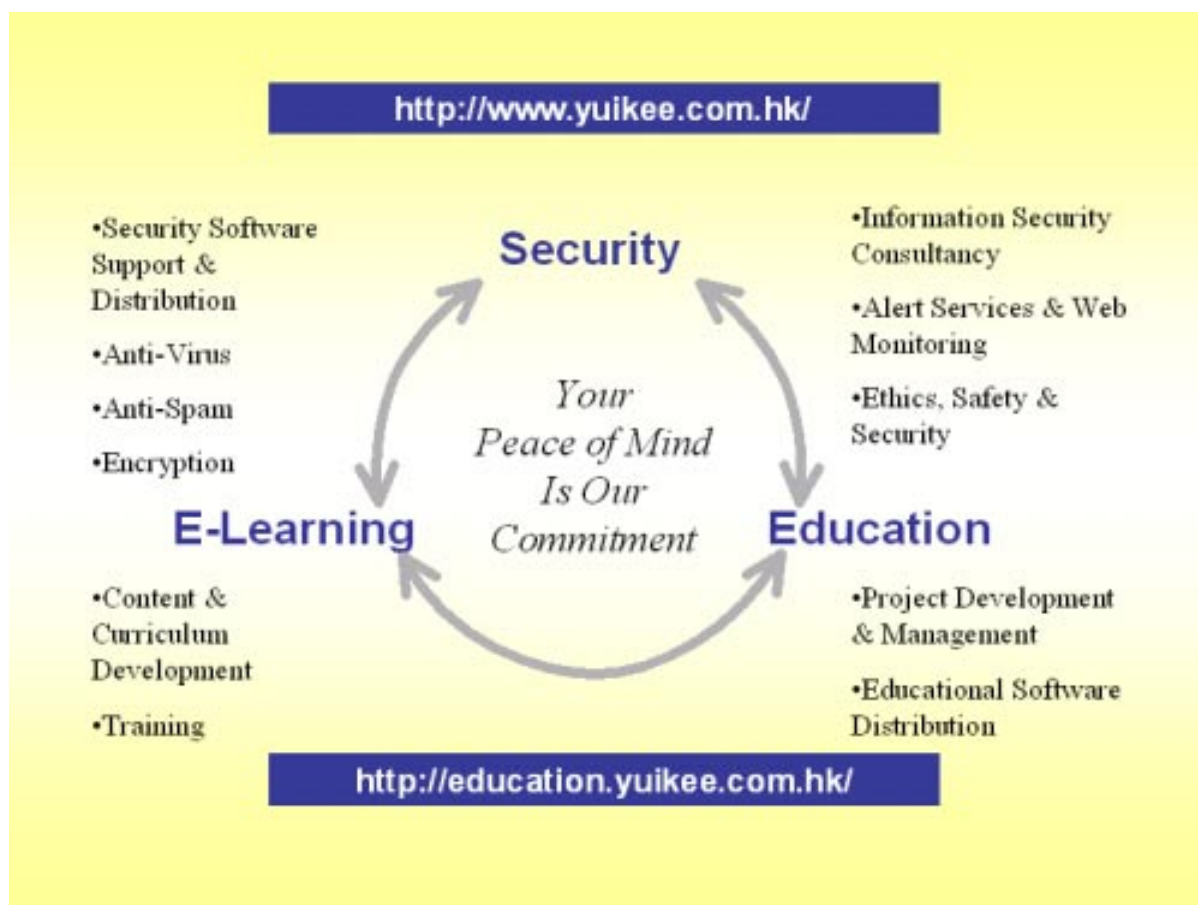 http://www.yuikee.com.hk/
•Security Software
Support &
Distribution
•Anti-Virus
•Anti-Spam
•Encryption
Security
•Information Security
Consultancy
•Alert Services & Web
Monitoring
•Ethics, Safety &
Security
Your
Peace of Mind
Is Our
Commitment
E-Learning
Education
•Content &
Curriculum
Development
•Training
•Project Development
& Management
•Educational Software
Distribution
http://education.yuikee.com.hk/